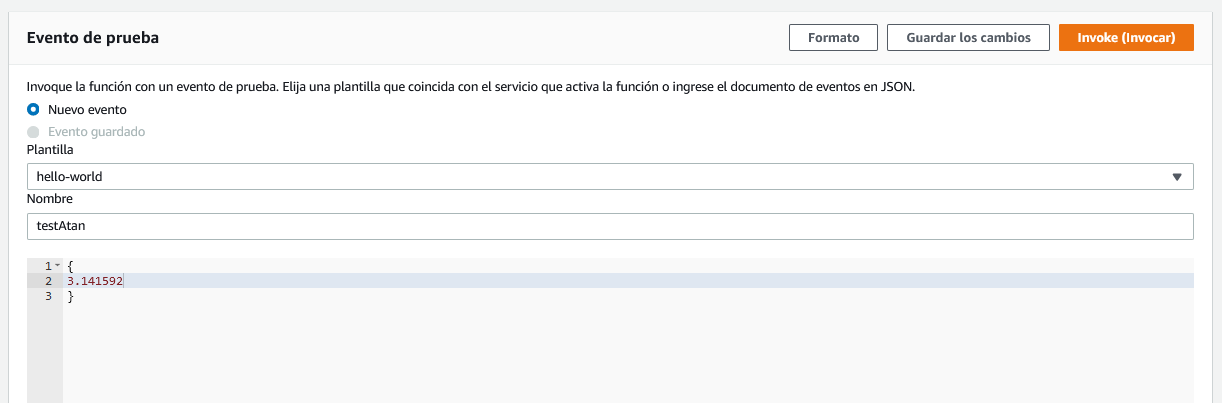 Evento de prueba
Formato
Guardar los cambios
Invoke (Invocar)
Invoque la función con un evento de prueba. Elija una plantilla que coincida con el servicio que activa la función o ingrese el documento de eventos en JSON.
Nuevo evento
Evento guardado
Plantilla
hello-world
Nombre
testAtan
1 {
2 3.141592
3 }